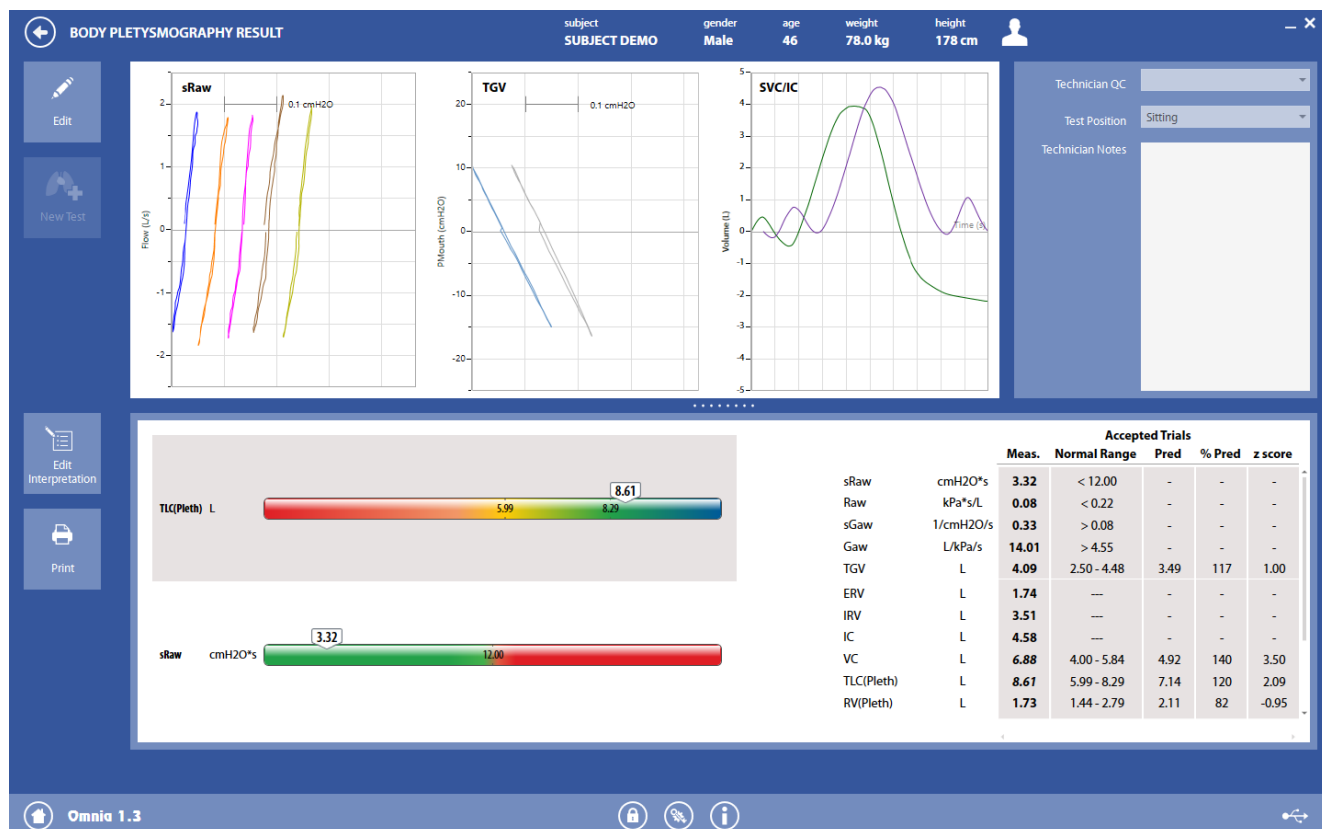 BODY PLETYSMOGRAPHY RESULT
subject gender age weight height
SUBJECT DEMO Male 46 78.0 kg 178 cm
Edit
New Test
Edit Interpretation
Print
sRaw
0.1 cmH2O
Flow (L/s)
2
1
0
-1
-2
TGV
0.1 cmH2O
PMouth (cmH2O)
20
10
0
-10
-20
SVC/IC
Volume (L)
Time (s)
5
4
3
2
1
0
-1
-2
-3
-4
-5
Technician QC
Test Position Sitting
Technician Notes
TLC(Pleth) L 5.99 8.29 8.61
sRaw cmH2O*s 3.32 12.00
Accepted Trials
Meas. Normal Range Pred % Pred z score
sRaw cmH2O*s 3.32 < 12.00 - - -
Raw kPa*s/L 0.08 < 0.22 - - -
sGaw 1/cmH2O/s 0.33 > 0.08 - - -
Gaw L/kPa/s 14.01 > 4.55 - - -
TGV L 4.09 2.50 - 4.48 3.49 117 1.00
ERV L 1.74 --- - - -
IRV L 3.51 --- - - -
IC L 4.58 --- - - -
VC L 6.88 4.00 - 5.84 4.92 140 3.50
TLC(Pleth) L 8.61 5.99 - 8.29 7.14 120 2.09
RV(Pleth) L 1.73 1.44 - 2.79 2.11 82 -0.95
Omnia 1.3